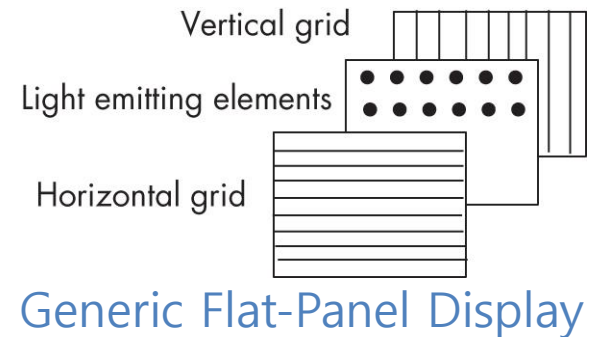 Vertical grid
Light emitting elements
Horizontal grid
Generic Flat-Panel Display